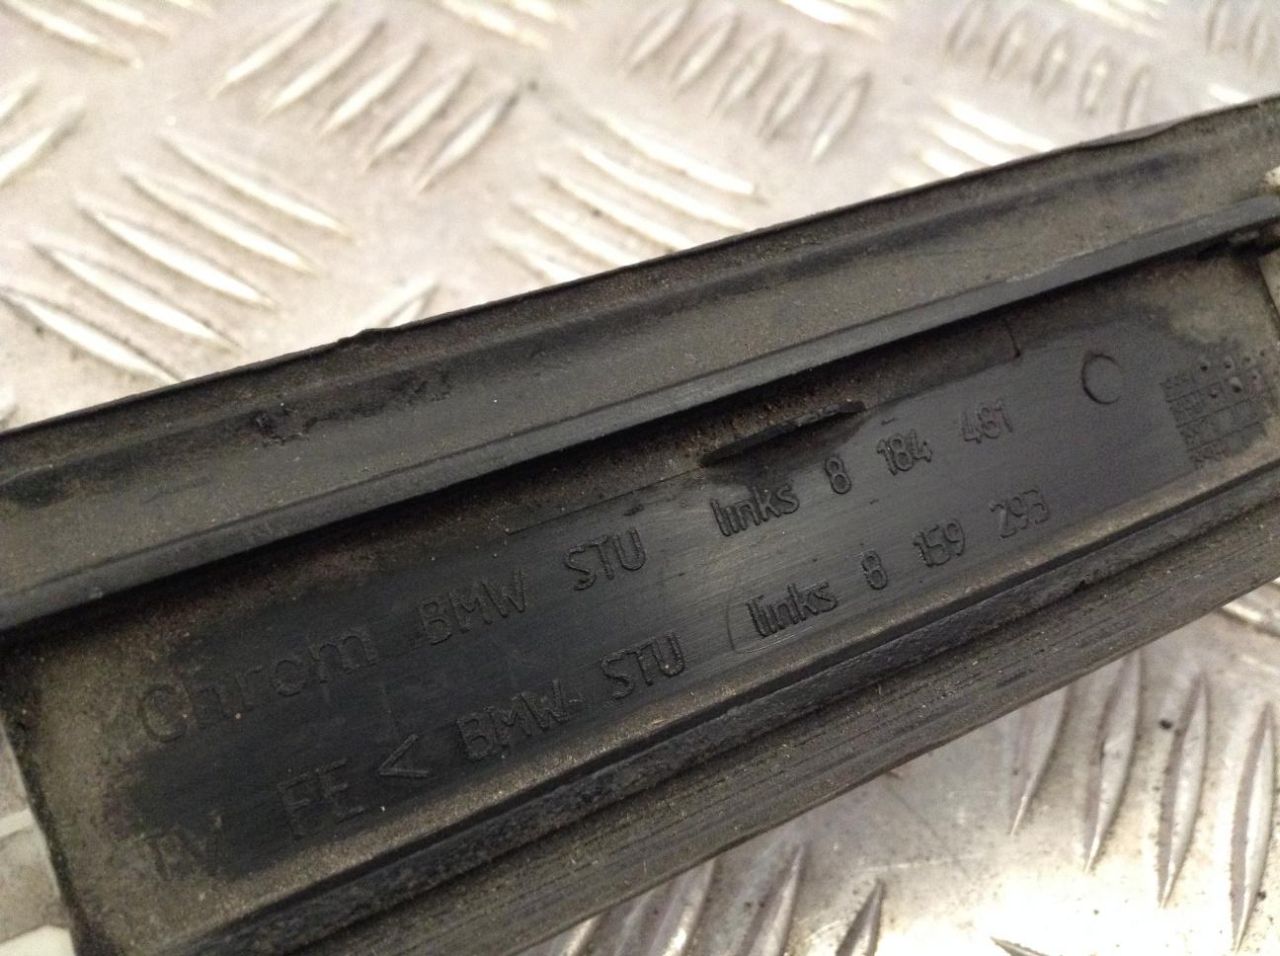 Chrom BMW STU links 8 184 481
FE < BMW STU links 8 159 293